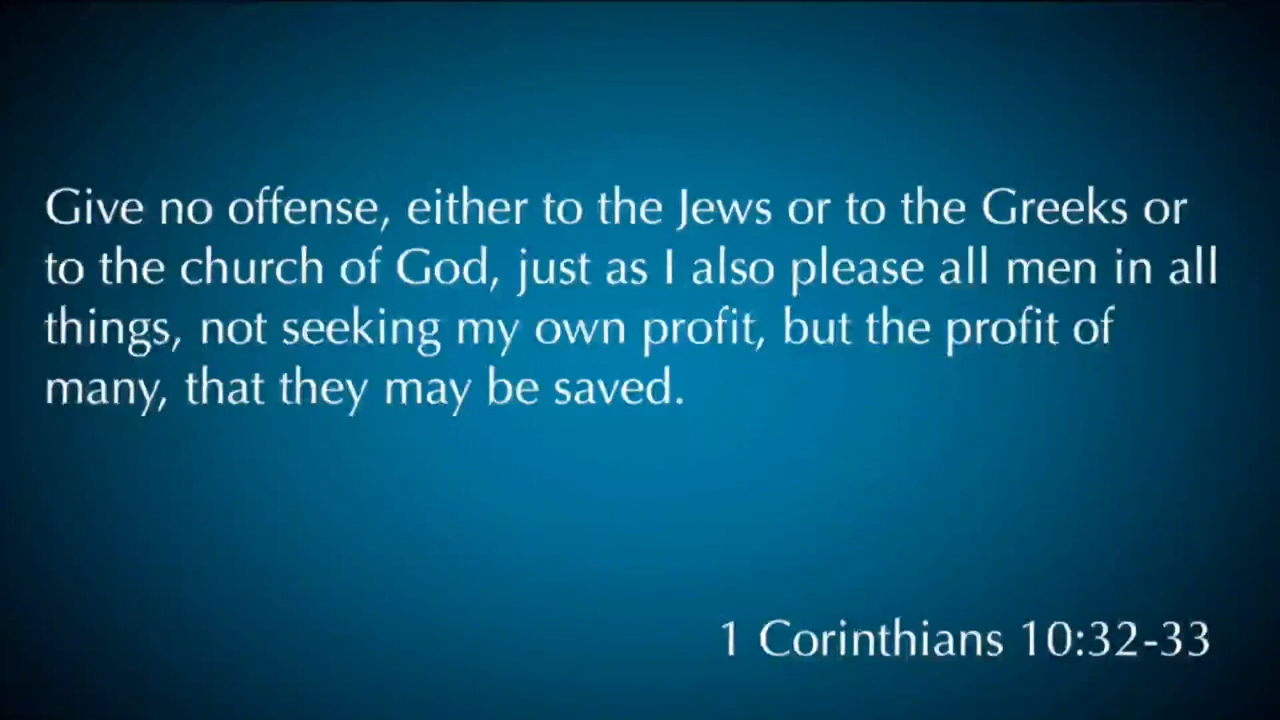 Give no offense, either to the Jews or to the Greeks or
to the church of God, just as I also please all men in all
things, not seeking my own profit, but the profit of
many, that they may be saved.
1 Corinthians 10:32-33